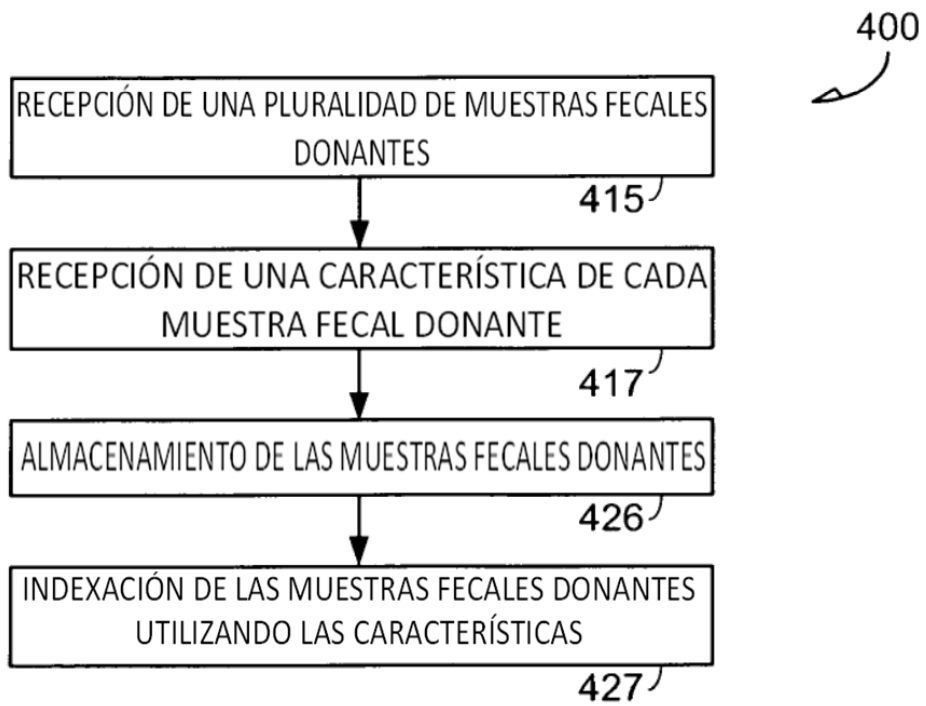 400
RECEPCIÓN DE UNA PLURALIDAD DE MUESTRAS FECALES
DONANTES
415
RECEPCIÓN DE UNA CARACTERÍSTICA DE CADA
MUESTRA FECAL DONANTE
417
ALMACENAMIENTO DE LAS MUESTRAS FECALES DONANTES
426
INDEXACIÓN DE LAS MUESTRAS FECALES DONANTES
UTILIZANDO LAS CARACTERÍSTICAS
427